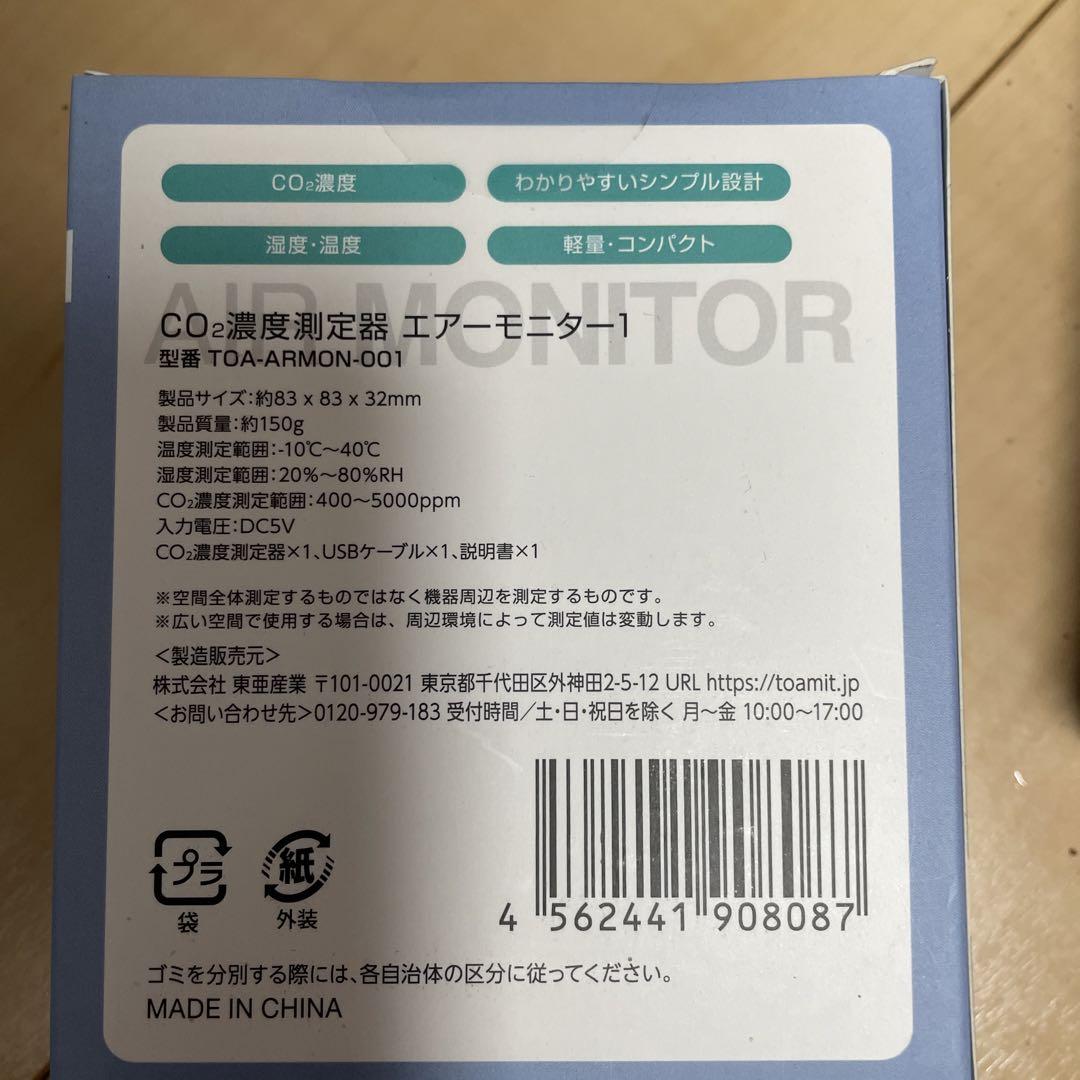 CO₂濃度
わかりやすいシンプル設計
湿度・温度
軽量・コンパクト
AIR MONITOR
CO₂濃度測定器 エアーモニター1
型番 TOA-ARMON-001
製品サイズ：約83 x 83 x 32mm
製品質量：約150g
温度測定範囲：-10℃～40℃
湿度測定範囲：20%～80%RH
CO₂濃度測定範囲：400～5000ppm
入力電圧：DC5V
CO₂濃度測定器×1、USBケーブル×1、説明書×1
※空間全体測定するものではなく機器周辺を測定するものです。
※広い空間で使用する場合は、周辺環境によって測定値は変動します。
＜製造販売元＞
株式会社 東亜産業 〒101-0021 東京都千代田区外神田2-5-12 URL https://toamit.jp
＜お問い合わせ先＞0120-979-183 受付時間／土・日・祝日を除く 月～金 10:00～17:00
プラ
袋
紙
外装
4 562441 908087
ゴミを分別する際には、各自治体の区分に従ってください。
MADE IN CHINA